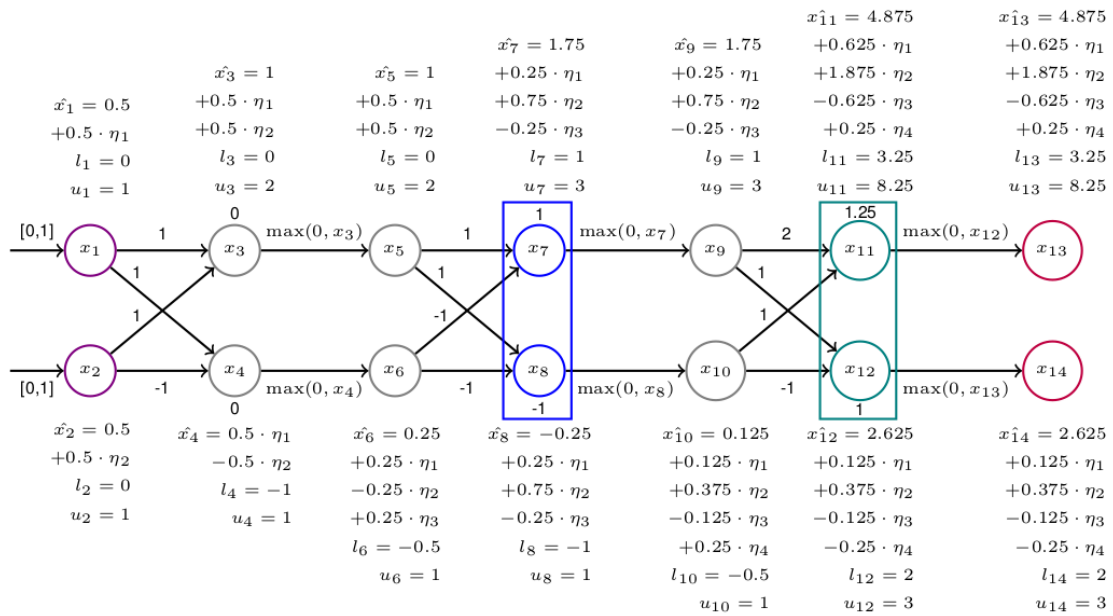 x̂₁ = 0.5
+0.5 · η₁
l₁ = 0
u₁ = 1
x̂₃ = 1
+0.5 · η₁
+0.5 · η₂
l₃ = 0
u₃ = 2
x̂₅ = 1
+0.5 · η₁
+0.5 · η₂
l₅ = 0
u₅ = 2
x̂₇ = 1.75
+0.25 · η₁
+0.75 · η₂
−0.25 · η₃
l₇ = 1
u₇ = 3
x̂₉ = 1.75
+0.25 · η₁
+0.75 · η₂
−0.25 · η₃
l₉ = 1
u₉ = 3
x̂₁₁ = 4.875
+0.625 · η₁
+1.875 · η₂
−0.625 · η₃
+0.25 · η₄
l₁₁ = 3.25
u₁₁ = 8.25
x̂₁₃ = 4.875
+0.625 · η₁
+1.875 · η₂
−0.625 · η₃
+0.25 · η₄
l₁₃ = 3.25
u₁₃ = 8.25
0
1
1.25
[0,1]
x₁
1
x₃
max(0, x₃)
x₅
1
x₇
max(0, x₇)
x₉
2
x₁₁
max(0, x₁₂)
x₁₃
1
1
1
1
-1
1
[0,1]
x₂
-1
x₄
max(0, x₄)
x₆
-1
x₈
max(0, x₈)
x₁₀
-1
x₁₂
max(0, x₁₃)
x₁₄
0
-1
1
x̂₂ = 0.5
+0.5 · η₂
l₂ = 0
u₂ = 1
x̂₄ = 0.5 · η₁
−0.5 · η₂
l₄ = −1
u₄ = 1
x̂₆ = 0.25
+0.25 · η₁
−0.25 · η₂
+0.25 · η₃
l₆ = −0.5
u₆ = 1
x̂₈ = −0.25
+0.25 · η₁
+0.75 · η₂
−0.25 · η₃
l₈ = −1
u₈ = 1
x̂₁₀ = 0.125
+0.125 · η₁
+0.375 · η₂
−0.125 · η₃
+0.25 · η₄
l₁₀ = −0.5
u₁₀ = 1
x̂₁₂ = 2.625
+0.125 · η₁
+0.375 · η₂
−0.125 · η₃
−0.25 · η₄
l₁₂ = 2
u₁₂ = 3
x̂₁₄ = 2.625
+0.125 · η₁
+0.375 · η₂
−0.125 · η₃
−0.25 · η₄
l₁₄ = 2
u₁₄ = 3